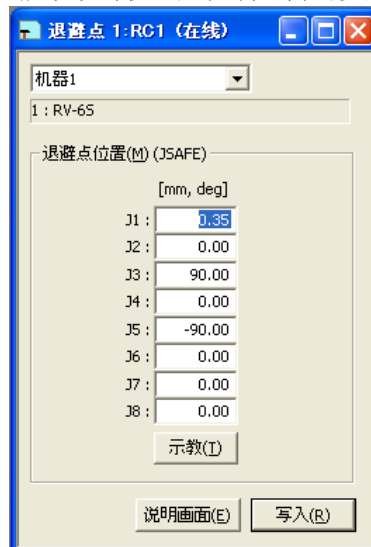 退避点 1:RC1 (在线)
机器1
1 : RV-6S
退避点位置(M) (JSAFE)
[mm, deg]
J1 : 0.35
J2 : 0.00
J3 : 90.00
J4 : 0.00
J5 : -90.00
J6 : 0.00
J7 : 0.00
J8 : 0.00
示教(T)
说明画面(E) 写入(R)